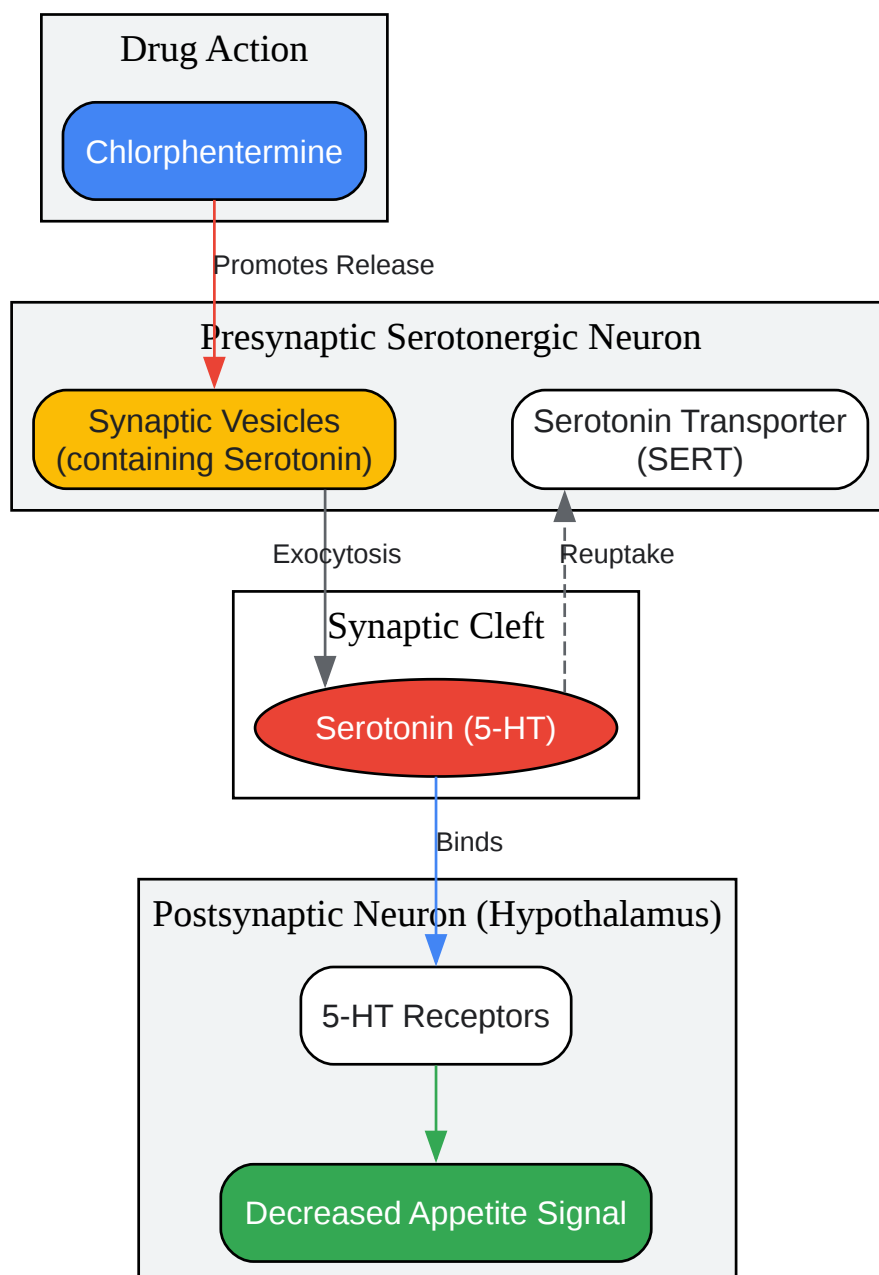 Drug Action
Chlorphentermine
Promotes Release
Presynaptic Serotonergic Neuron
Synaptic Vesicles
(containing Serotonin)
Serotonin Transporter
(SERT)
Exocytosis
Reuptake
Synaptic Cleft
Serotonin (5-HT)
Binds
Postsynaptic Neuron (Hypothalamus)
5-HT Receptors
Decreased Appetite Signal